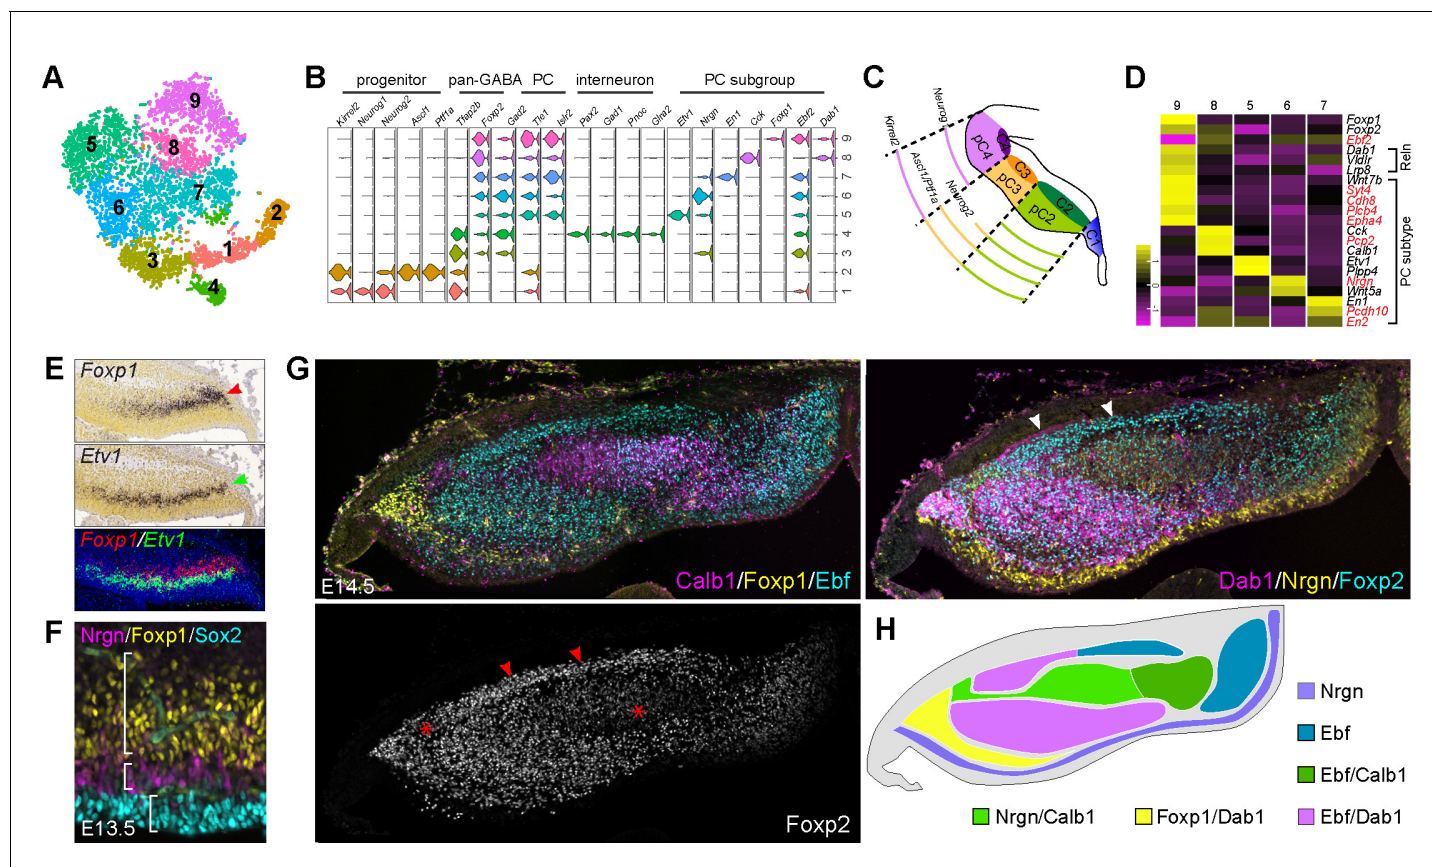 A
9
5
8
7
6
2
1
3
4
B
progenitor
pan-GABA
PC
interneuron
PC subgroup
Kirrel2
Neurog1
Neurog2
Ascl1
Ptf1a
Tfap2b
Foxp2
Gad2
Tle1
Islr2
Pax2
Gad1
Pnoc
Glra2
Etv1
Nrgn
En1
Cck
Foxp1
Ebf2
Dab1
9
8
7
6
5
4
3
2
1
C
Neurog
Kirrel2
Ascl1/Ptf1a
Neurog2
C4
pC4
C3
pC3
C2
pC2
C1
D
9 8 5 6 7
Foxp1
Foxp2
Ebf2
Dab1
Vldlr
Lrp8
Wnt7b
Syt4
Cdh8
Plcb4
Epha4
Cck
Pcp2
Calb1
Etv1
Plpp4
Nrgn
Wnt5a
En1
Pcdh10
En2
Reln
PC subtype
1
0
-1
E
Foxp1
Etv1
Foxp1/Etv1
F
Nrgn/Foxp1/Sox2
E13.5
G
E14.5
Calb1/Foxp1/Ebf
Dab1/Nrgn/Foxp2
* *
Foxp2
H
Nrgn
Ebf
Ebf/Calb1
Nrgn/Calb1 Foxp1/Dab1 Ebf/Dab1